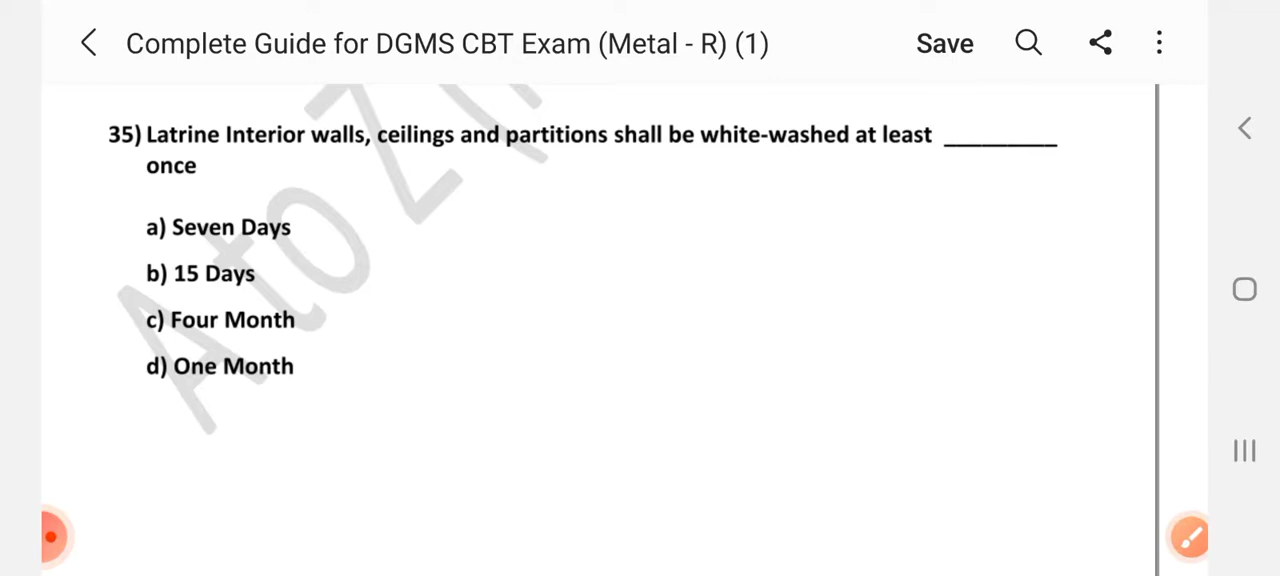 Complete Guide for DGMS CBT Exam (Metal - R) (1) Save
35) Latrine Interior walls, ceilings and partitions shall be white-washed at least _________
once
a) Seven Days
b) 15 Days
c) Four Month
d) One Month
A to Z